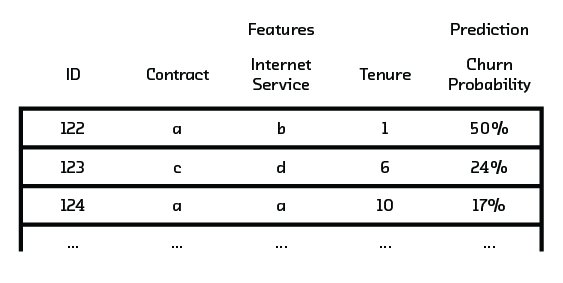 Features Prediction
ID Contract Internet Service Tenure Churn Probability
122 a b 1 50%
123 c d 6 24%
124 a a 10 17%
... ... ... ... ...